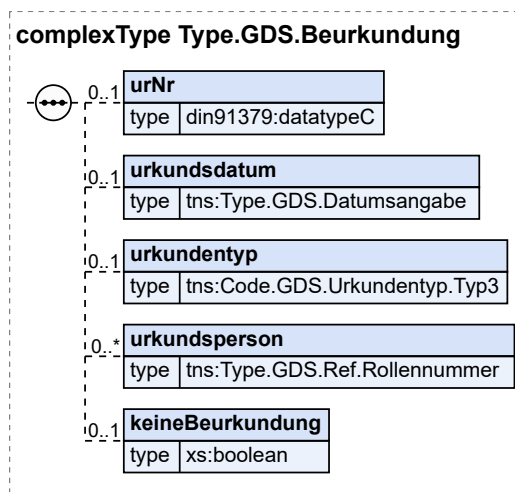 complexType Type.GDS.Beurkundung
0..1 urNr
type din91379:datatypeC
0..1 urkundsdatum
type tns:Type.GDS.Datumsangabe
0..1 urkundentyp
type tns:Code.GDS.Urkundentyp.Typ3
0..* urkundsperson
type tns:Type.GDS.Ref.Rollennummer
0..1 keineBeurkundung
type xs:boolean